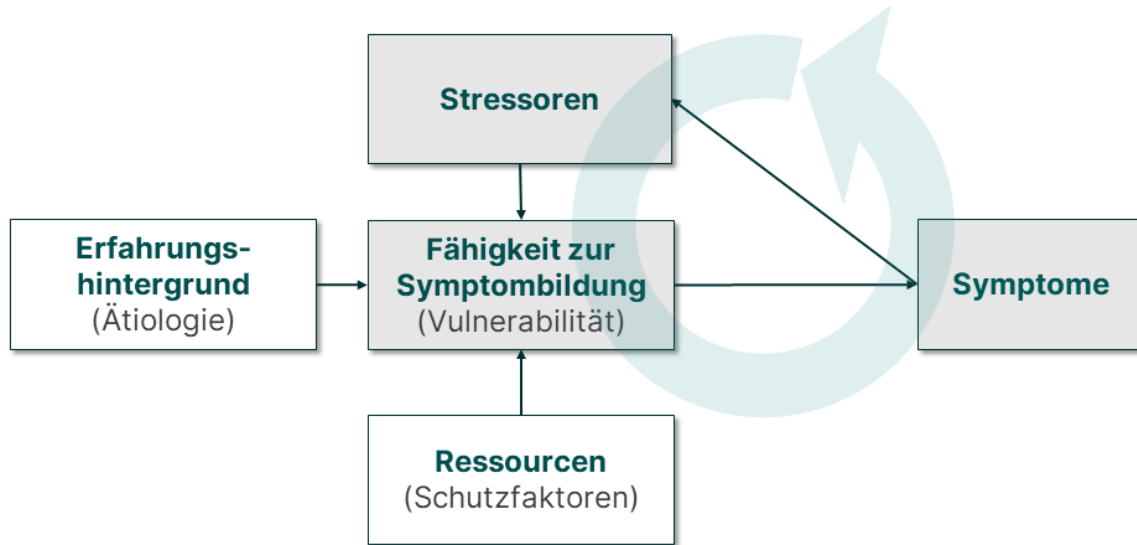 Stressoren
Erfahrungs-
hintergrund
(Ätiologie)
Fähigkeit zur
Symptombildung
(Vulnerabilität)
Symptome
Ressourcen
(Schutzfaktoren)